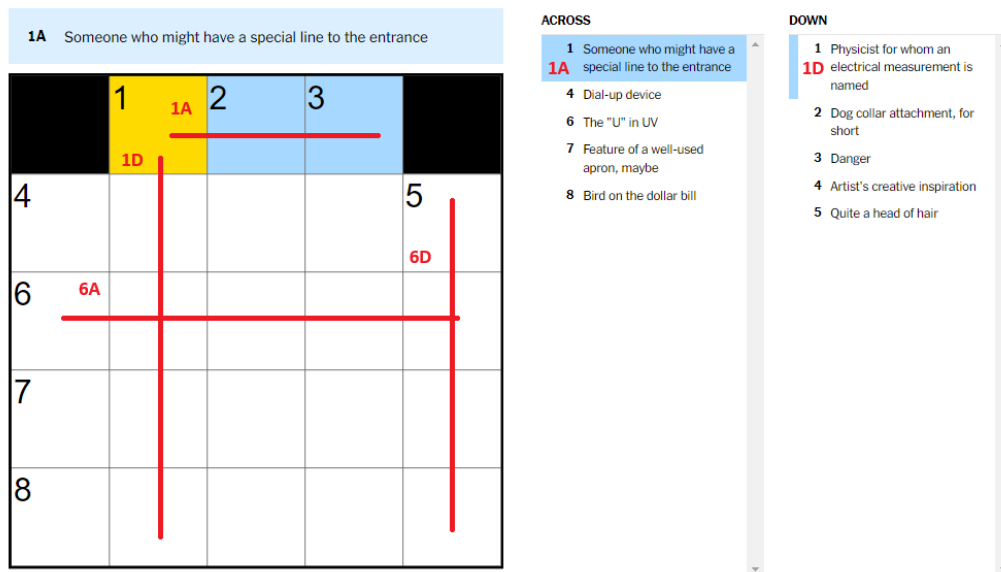 1A Someone who might have a special line to the entrance
1 1A 2 3
1D
4 5
6D
6 6A
7
8
ACROSS
1 Someone who might have a
1A special line to the entrance
4 Dial-up device
6 The "U" in UV
7 Feature of a well-used
apron, maybe
8 Bird on the dollar bill
DOWN
1 Physicist for whom an
1D electrical measurement is
named
2 Dog collar attachment, for
short
3 Danger
4 Artist's creative inspiration
5 Quite a head of hair